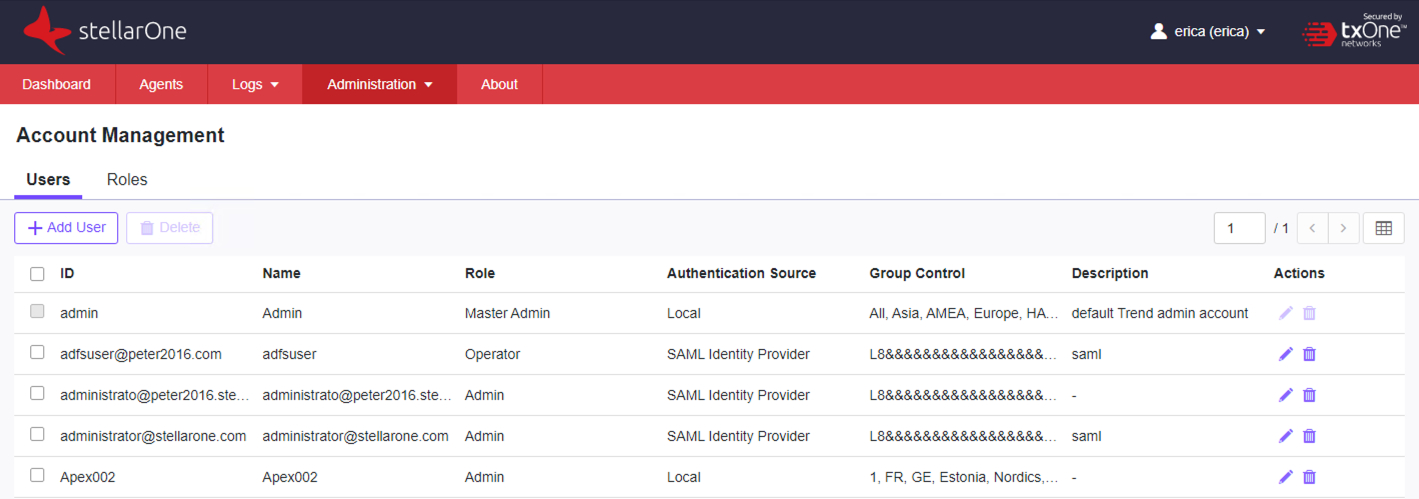 stellarOne
erica (erica)
Secured by
txOne™
networks
Dashboard Agents Logs Administration About
Account Management
Users Roles
+ Add User Delete 1 / 1 < >
ID Name Role Authentication Source Group Control Description Actions
admin Admin Master Admin Local All, Asia, AMEA, Europe, HA... default Trend admin account
adfsuser@peter2016.com adfsuser Operator SAML Identity Provider L8&&&&&&&&&&&&&&&&&... saml
administrato@peter2016.ste... administrato@peter2016.ste... Admin SAML Identity Provider L8&&&&&&&&&&&&&&&&&... -
administrator@stellarone.com administrator@stellarone.com Admin SAML Identity Provider L8&&&&&&&&&&&&&&&&&... saml
Apex002 Apex002 Admin Local 1, FR, GE, Estonia, Nordics,... -